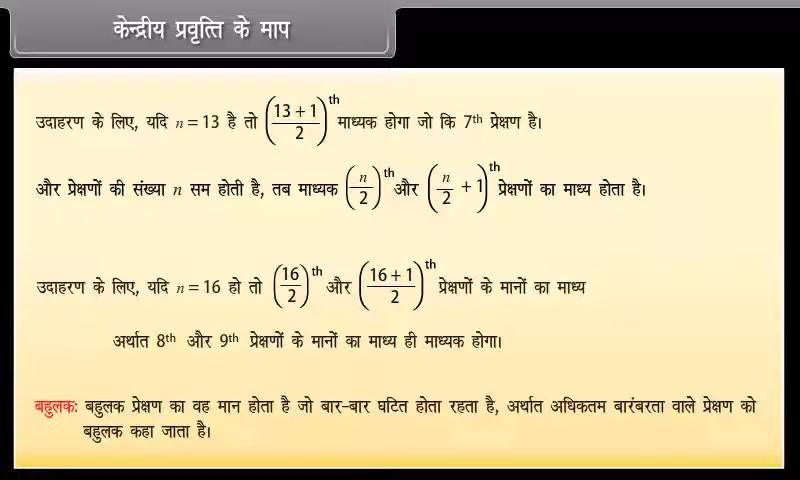 केन्द्रीय प्रवृत्ति के माप
उदाहरण के लिए, यदि n = 13 है तो ((13 + 1)/2)th माध्यक होगा जो कि 7th प्रेक्षण है।
और प्रेक्षणों की संख्या n सम होती है, तब माध्यक (n/2)th और (n/2 + 1)th प्रेक्षणों का माध्य होता है।
उदाहरण के लिए, यदि n = 16 हो तो (16/2)th और ((16 + 1)/2)th प्रेक्षणों के मानों का माध्य
अर्थात 8th और 9th प्रेक्षणों के मानों का माध्य ही माध्यक होगा।
बहुलक: बहुलक प्रेक्षण का वह मान होता है जो बार-बार घटित होता रहता है, अर्थात अधिकतम बारंबरता वाले प्रेक्षण को
बहुलक कहा जाता है।